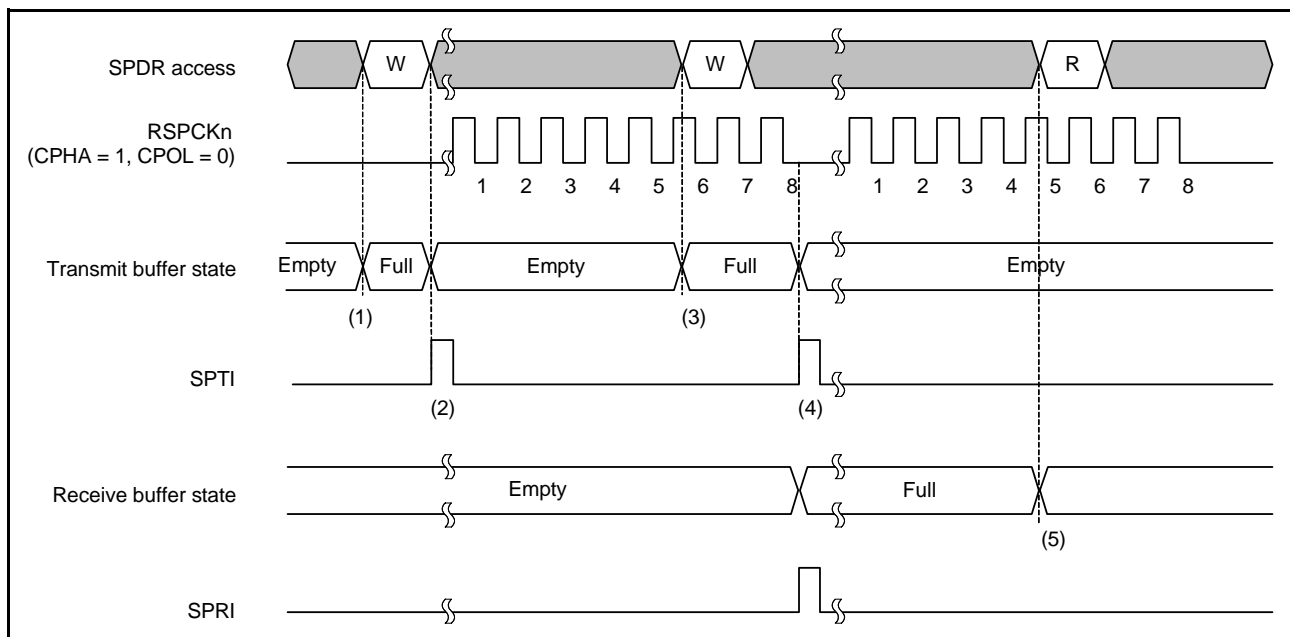 SPDR access
W
W
R
RSPCKn
(CPHA = 1, CPOL = 0)
1 2 3 4 5 6 7 8 1 2 3 4 5 6 7 8
Transmit buffer state
Empty Full Empty Full Empty
(1) (3)
SPTI
(2) (4)
Receive buffer state
Empty Full
(5)
SPRI